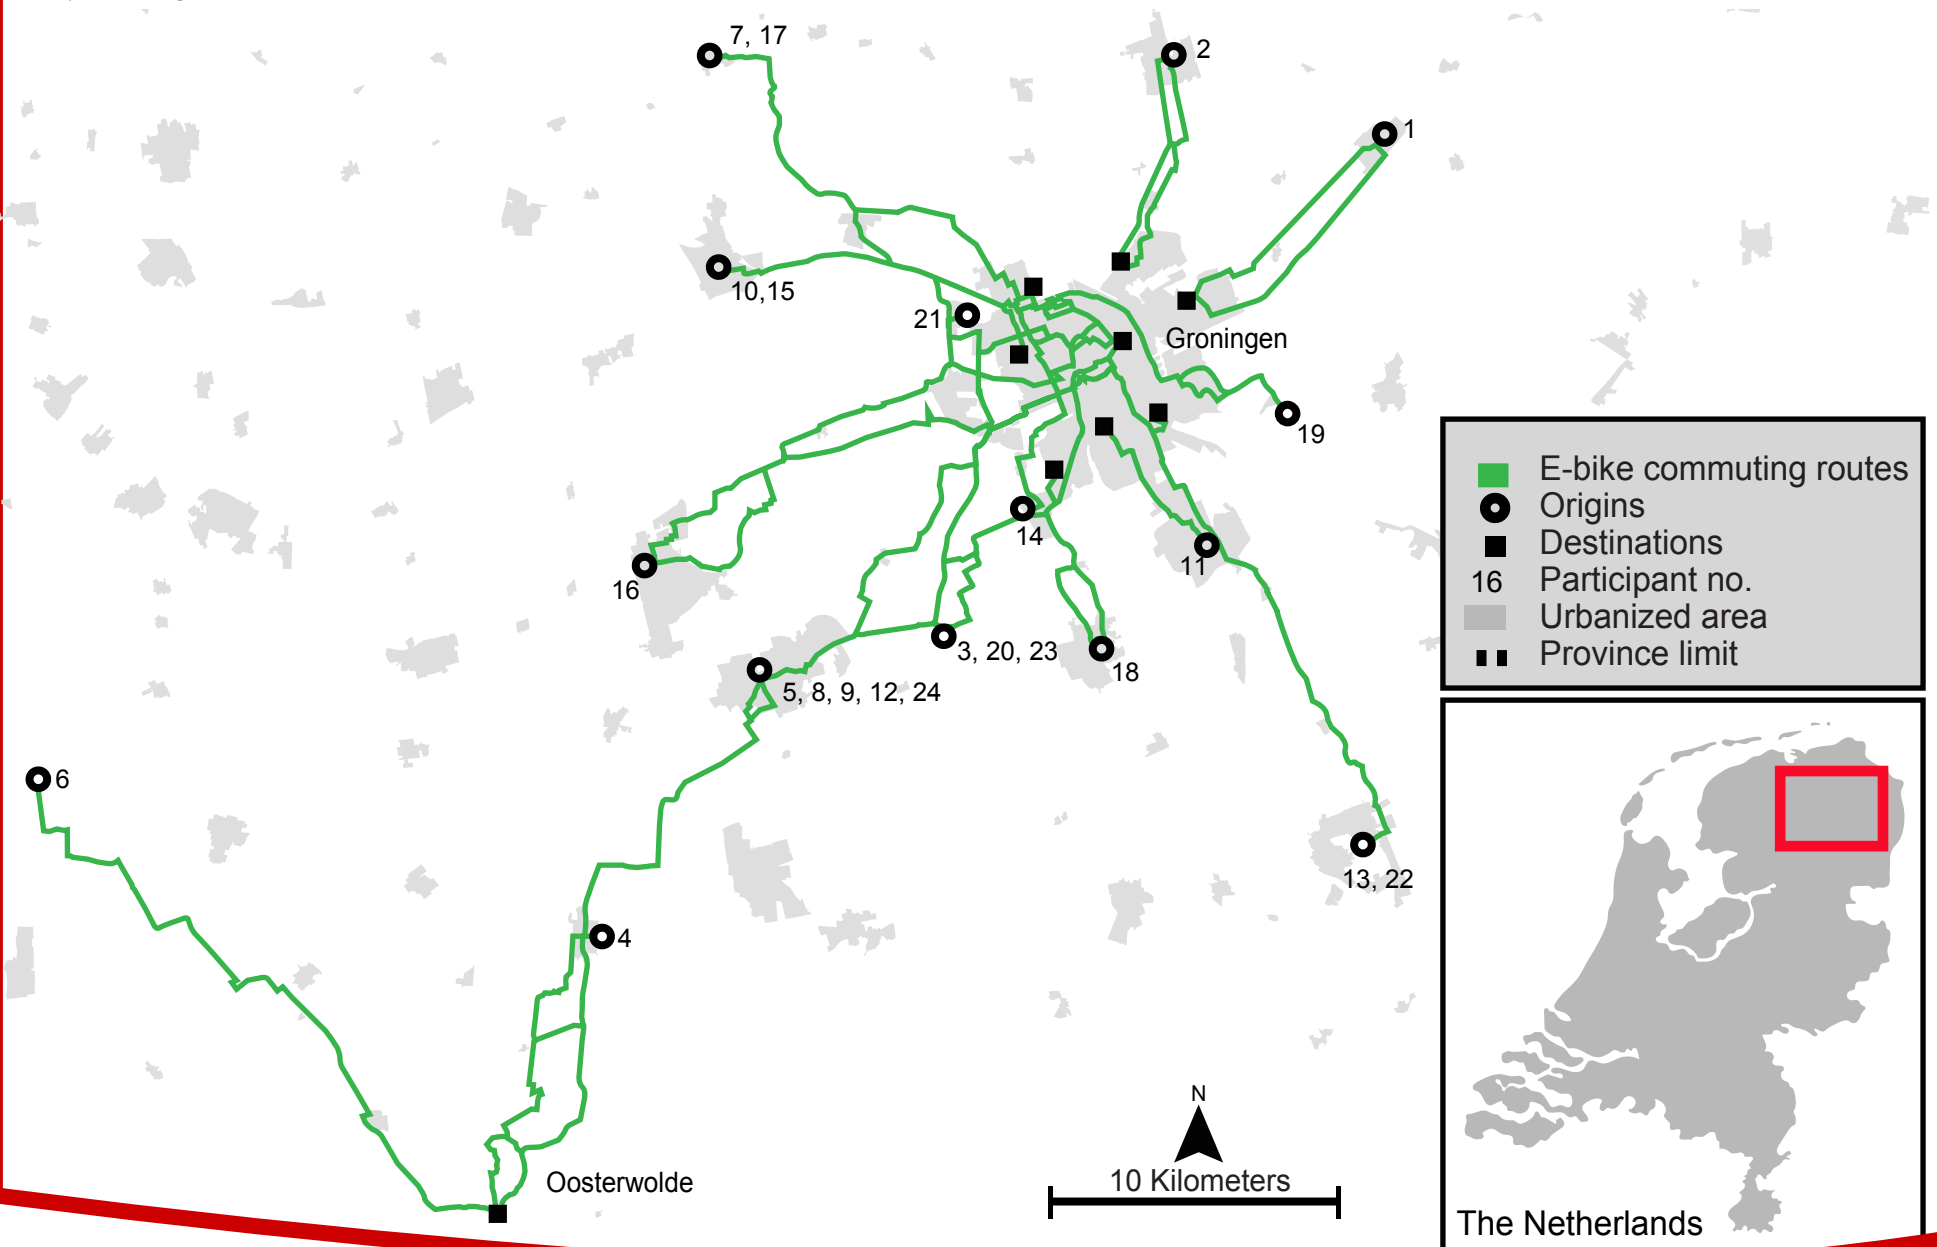 7, 17
2
1
10,15
21
Groningen
19
14
11
16
3, 20, 23
18
5, 8, 9, 12, 24
6
13, 22
4
Oosterwolde
N
10 Kilometers
E-bike commuting routes
Origins
Destinations
16 Participant no.
Urbanized area
Province limit
The Netherlands